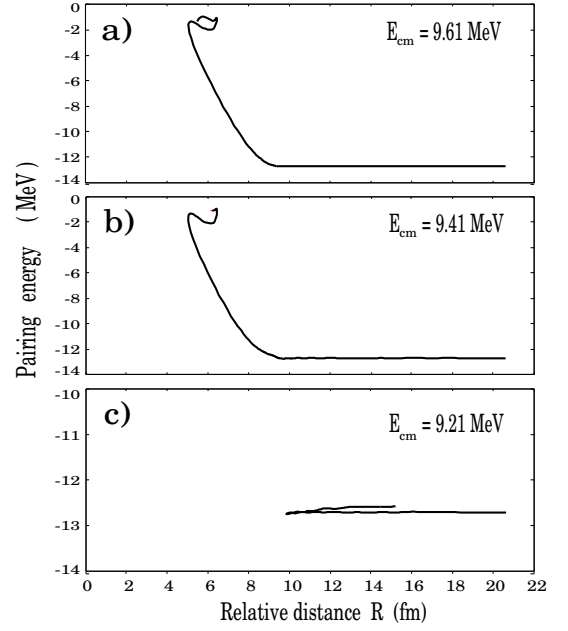 0
-2
-4
-6
-8
-10
-12
-14
a)
E_cm = 9.61 MeV
0
-2
-4
-6
-8
-10
-12
-14
b)
E_cm = 9.41 MeV
Pairing energy (MeV)
-10
-11
-12
-13
-14
c)
E_cm = 9.21 MeV
0 2 4 6 8 10 12 14 16 18 20 22
Relative distance R (fm)